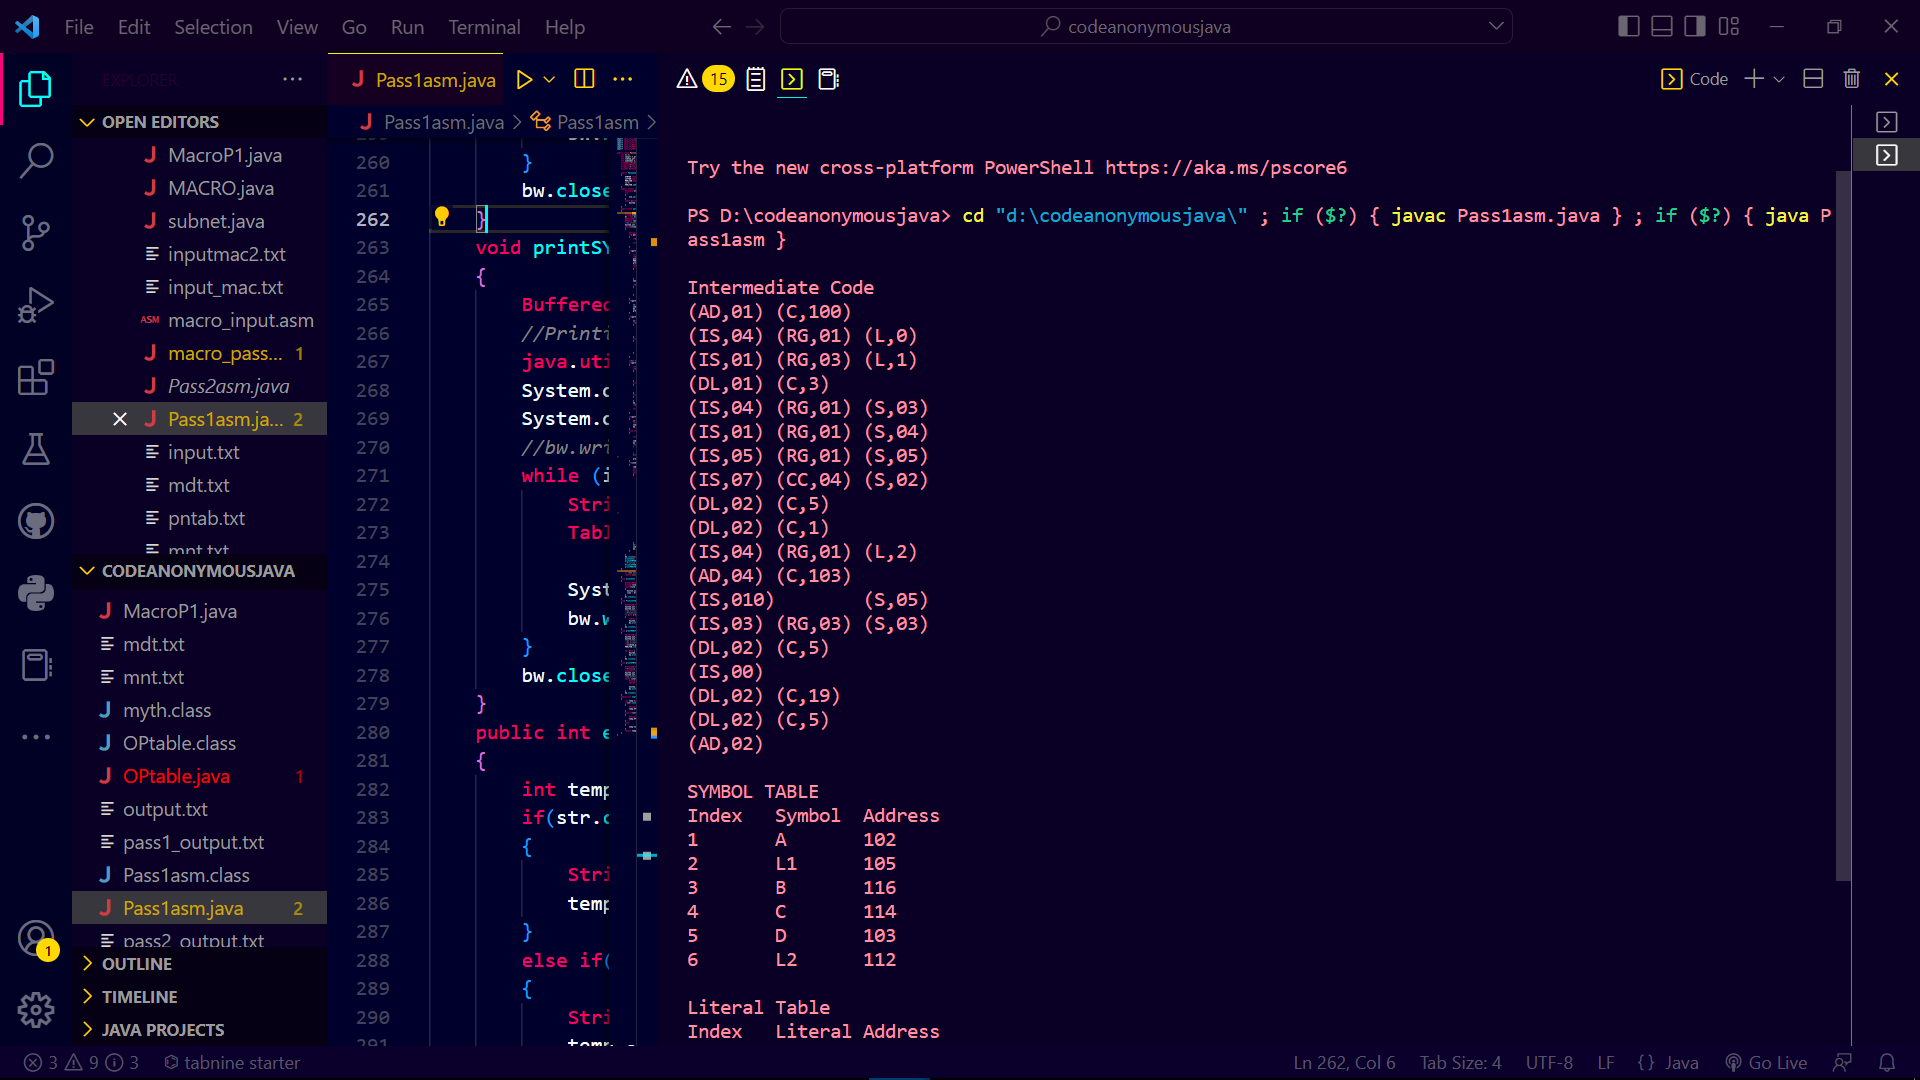 File Edit Selection View Go Run Terminal Help
codeanonymousjava
EXPLORER
OPEN EDITORS
MacroP1.java
MACRO.java
subnet.java
inputmac2.txt
input_mac.txt
ASM macro_input.asm
macro_pass... 1
Pass2asm.java
Pass1asm.ja... 2
input.txt
mdt.txt
pntab.txt
mnt.txt
CODEANONYMOUSJAVA
MacroP1.java
mdt.txt
mnt.txt
myth.class
OPtable.class
OPtable.java 1
output.txt
pass1_output.txt
Pass1asm.class
Pass1asm.java 2
pass2_output.txt
OUTLINE
TIMELINE
JAVA PROJECTS
1
Pass1asm.java
Pass1asm.java > Pass1asm >
260 }
261 bw.close
262 }
263 void printSY
264 {
265 Buffered
266 //Printi
267 java.uti
268 System.o
269 System.o
270 //bw.wri
271 while (i
272 Stri
273 Tabl
274
275 Syst
276 bw.w
277 }
278 bw.close
279 }
280 public int e
281 {
282 int temp
283 if(str.c
284 {
285 Stri
286 temp
287 }
288 else if(
289 {
290 Stri
291 temp
15
Code
Try the new cross-platform PowerShell https://aka.ms/pscore6
PS D:\codeanonymousjava> cd "d:\codeanonymousjava\" ; if ($?) { javac Pass1asm.java } ; if ($?) { java P
ass1asm }
Intermediate Code
(AD,01) (C,100)
(IS,04) (RG,01) (L,0)
(IS,01) (RG,03) (L,1)
(DL,01) (C,3)
(IS,04) (RG,01) (S,03)
(IS,01) (RG,01) (S,04)
(IS,05) (RG,01) (S,05)
(IS,07) (CC,04) (S,02)
(DL,02) (C,5)
(DL,02) (C,1)
(IS,04) (RG,01) (L,2)
(AD,04) (C,103)
(IS,010) (S,05)
(IS,03) (RG,03) (S,03)
(DL,02) (C,5)
(IS,00)
(DL,02) (C,19)
(DL,02) (C,5)
(AD,02)
SYMBOL TABLE
Index Symbol Address
1 A 102
2 L1 105
3 B 116
4 C 114
5 D 103
6 L2 112
Literal Table
Index Literal Address
3 9 3 tabnine starter
Ln 262, Col 6 Tab Size: 4 UTF-8 LF {} Java Go Live